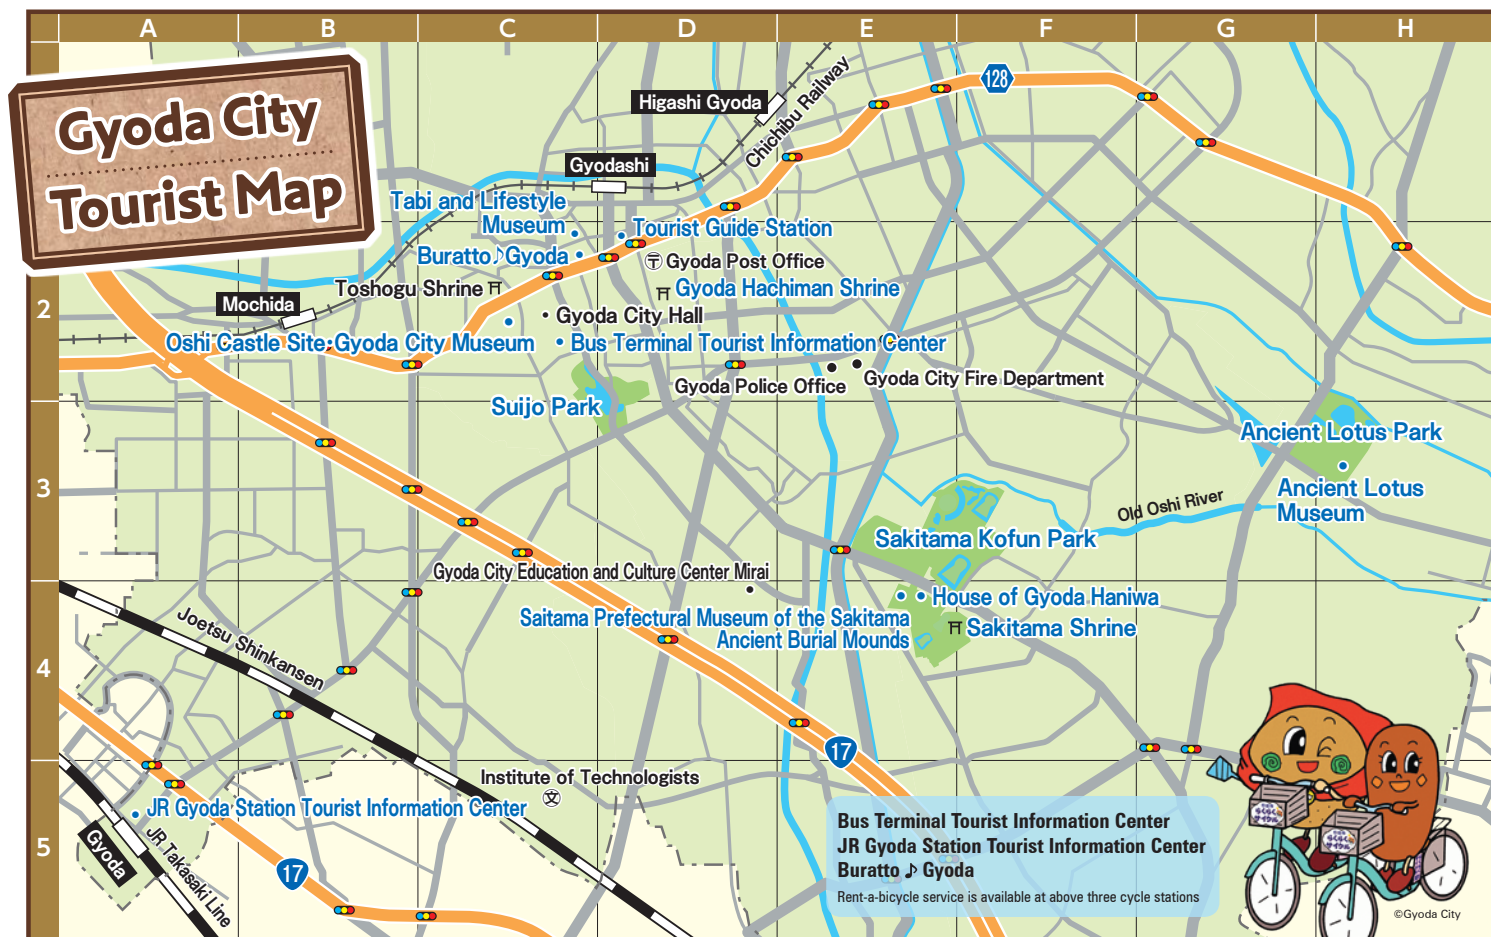 A B C D E F G H
Gyoda City
Tourist Map
2
3
4
5
128
Higashi Gyoda
Chichibu Railway
Gyodashi
Tabi and Lifestyle
Museum
Tourist Guide Station
Buratto♪Gyoda
〒 Gyoda Post Office
Toshogu Shrine
Gyoda Hachiman Shrine
Mochida
Gyoda City Hall
Oshi Castle Site・Gyoda City Museum
Bus Terminal Tourist Information Center
Gyoda Police Office
Gyoda City Fire Department
Suijo Park
Ancient Lotus Park
Ancient Lotus
Museum
Old Oshi River
Sakitama Kofun Park
Gyoda City Education and Culture Center Mirai
House of Gyoda Haniwa
Saitama Prefectural Museum of the Sakitama
Ancient Burial Mounds
Sakitama Shrine
Joetsu Shinkansen
17
Institute of Technologists
文
JR Gyoda Station Tourist Information Center
Gyoda
JR Takasaki Line
17
Bus Terminal Tourist Information Center
JR Gyoda Station Tourist Information Center
Buratto ♪ Gyoda
Rent-a-bicycle service is available at above three cycle stations
©Gyoda City